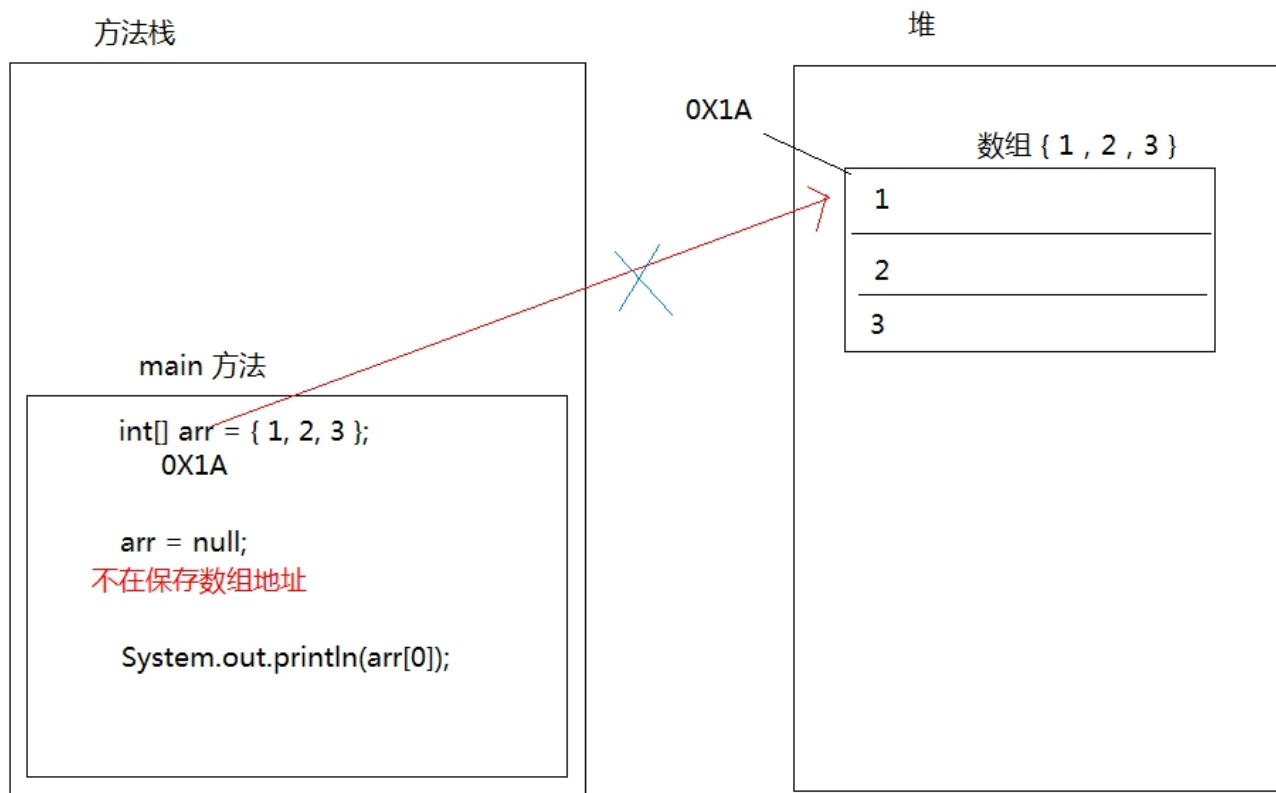 方法栈
堆
0X1A
数组 { 1 , 2 , 3 }
1
2
3
main 方法
int[] arr = { 1, 2, 3 };
0X1A
arr = null;
不在保存数组地址
System.out.println(arr[0]);